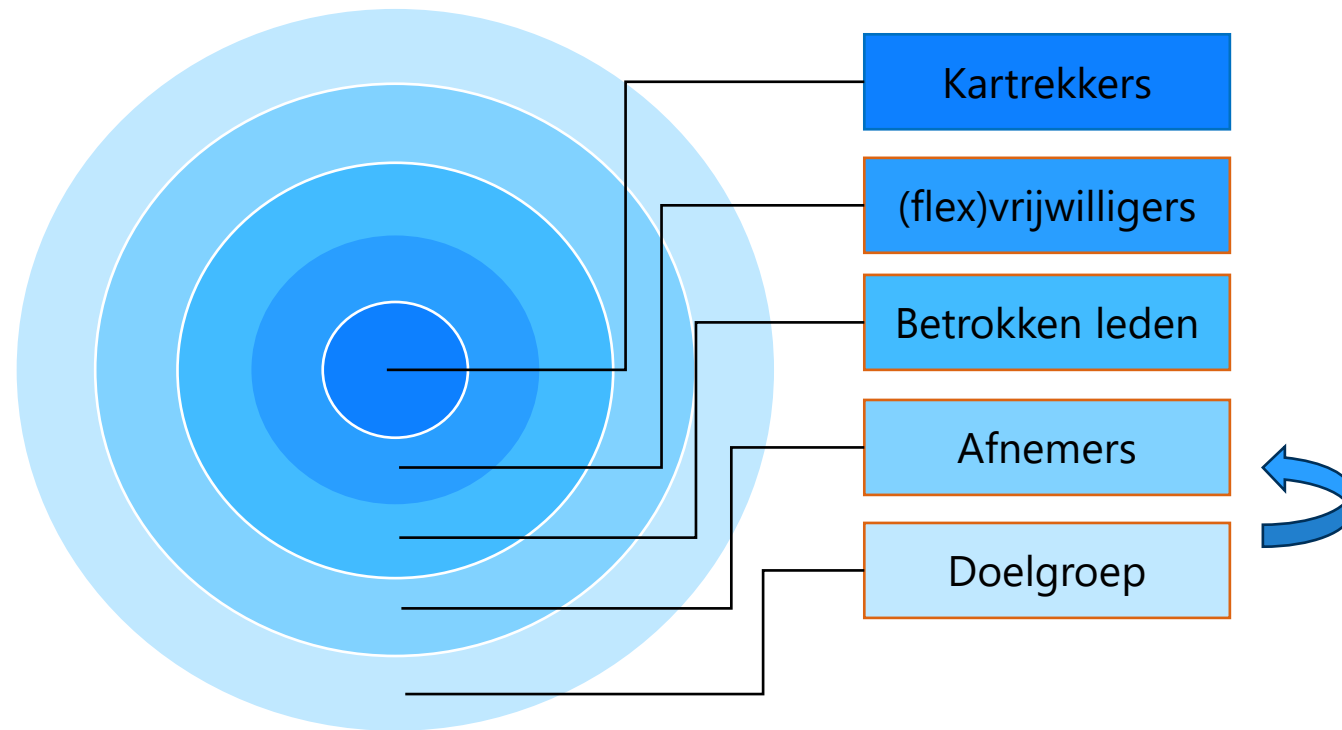 Kartrekkers
(flex)vrijwilligers
Betrokken leden
Afnemers
Doelgroep